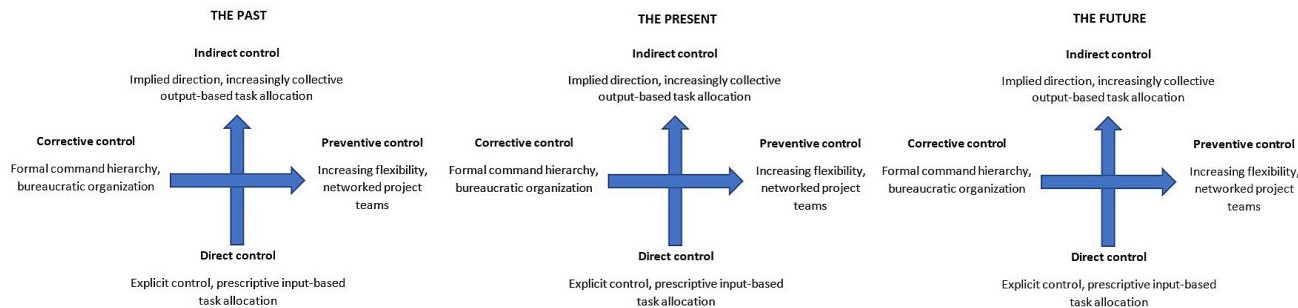 THE PAST
Indirect control
Implied direction, increasingly collective
output-based task allocation
Corrective control
Formal command hierarchy,
bureaucratic organization
Preventive control
Increasing flexibility,
networked project
teams
Direct control
Explicit control, prescriptive input-based
task allocation
THE PRESENT
Indirect control
Implied direction, increasingly collective
output-based task allocation
Corrective control
Formal command hierarchy,
bureaucratic organization
Preventive control
Increasing flexibility,
networked project
teams
Direct control
Explicit control, prescriptive input-based
task allocation
THE FUTURE
Indirect control
Implied direction, increasingly collective
output-based task allocation
Corrective control
Formal command hierarchy,
bureaucratic organization
Preventive control
Increasing flexibility,
networked project
teams
Direct control
Explicit control, prescriptive input-based
task allocation